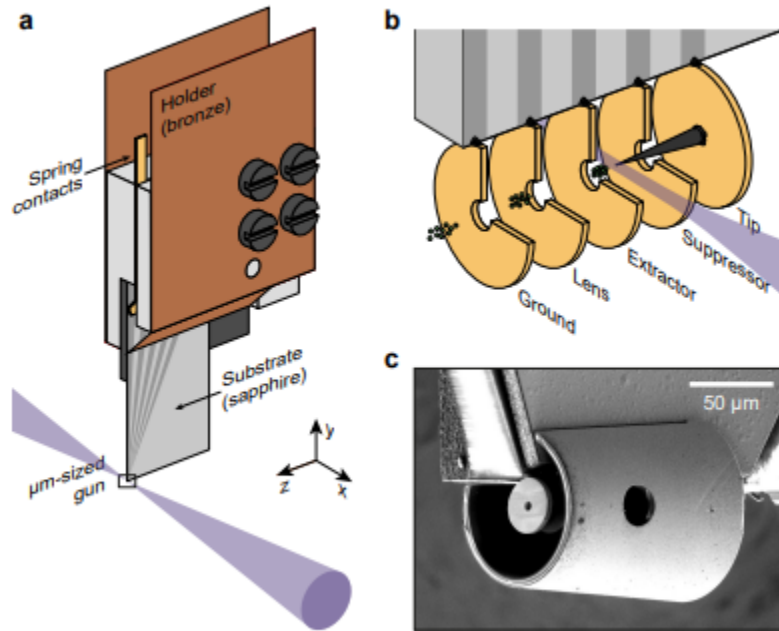 a
Holder
(bronze)
Spring
contacts
Substrate
(sapphire)
μm-sized
gun
y
z
x
b
Tip
Suppressor
Extractor
Lens
Ground
c
50 μm